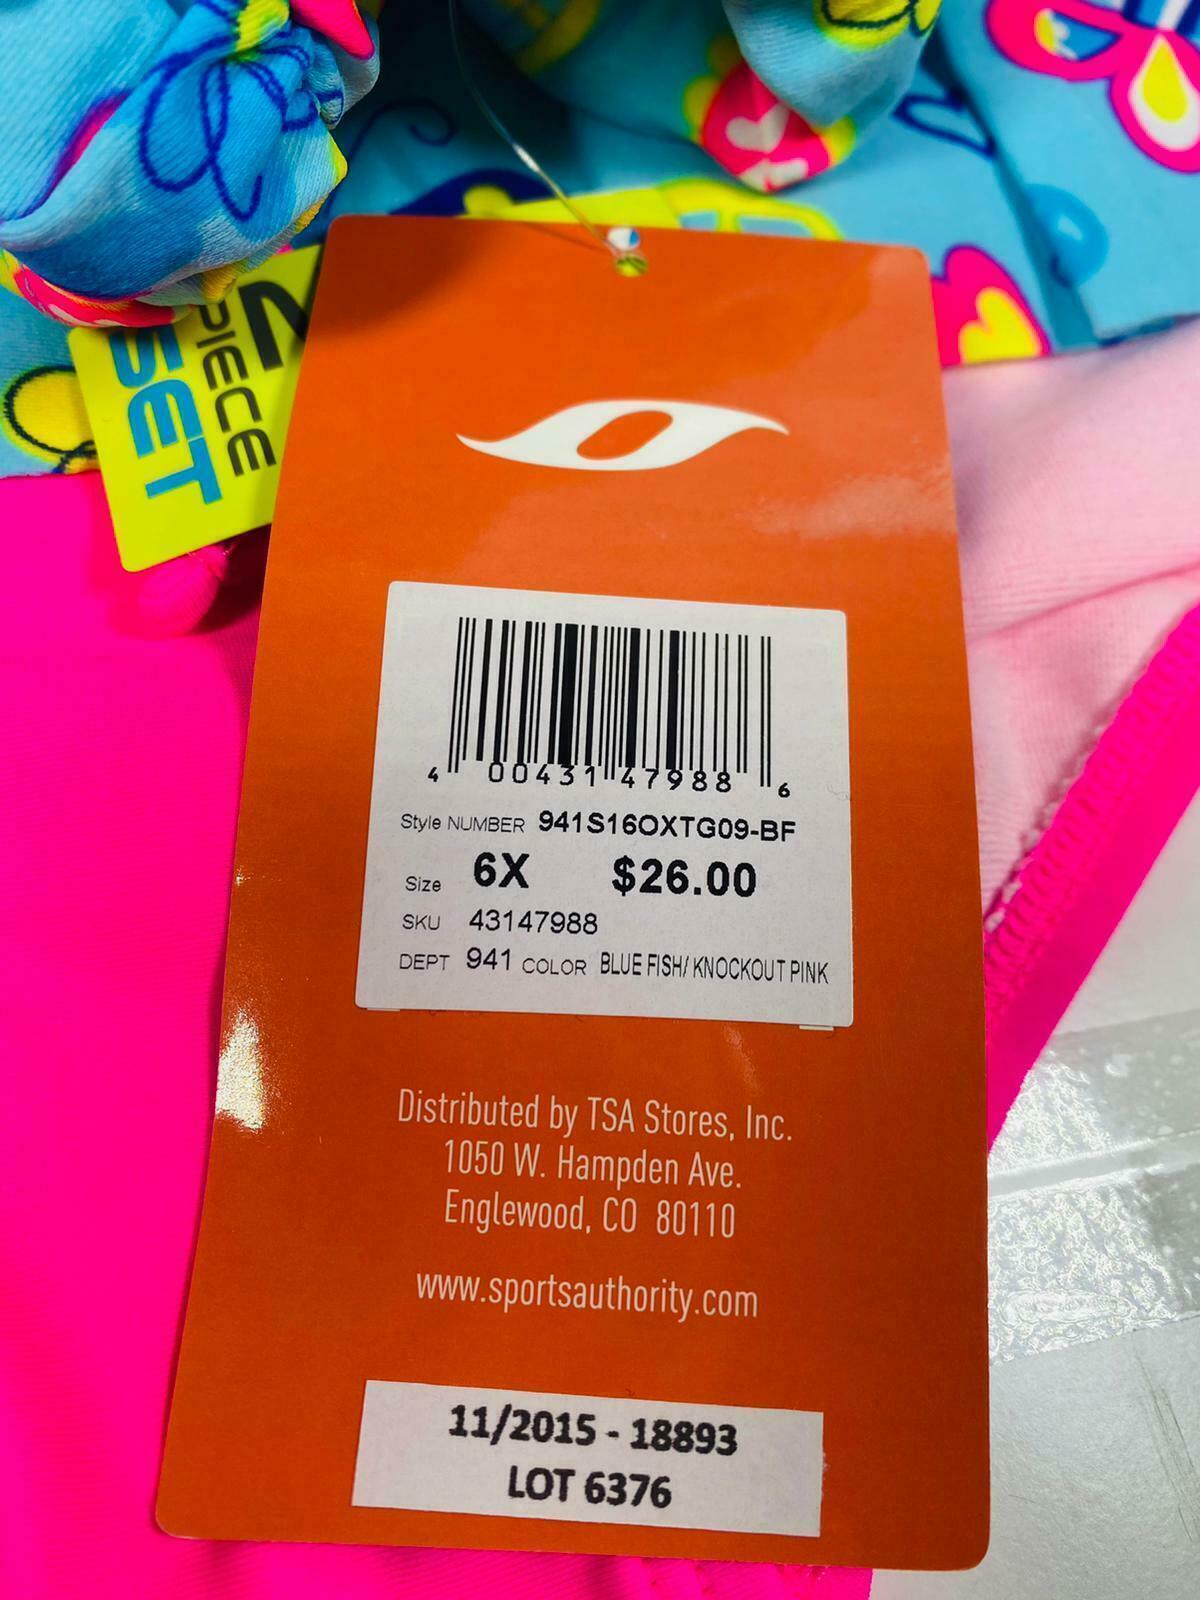 PIECE
SET
4 00431 47988 6
Style NUMBER 941S16OXTG09-BF
Size 6X $26.00
SKU 43147988
DEPT 941 COLOR BLUE FISH/ KNOCKOUT PINK
Distributed by TSA Stores, Inc.
1050 W. Hampden Ave.
Englewood, CO 80110
www.sportsauthority.com
11/2015 - 18893
LOT 6376